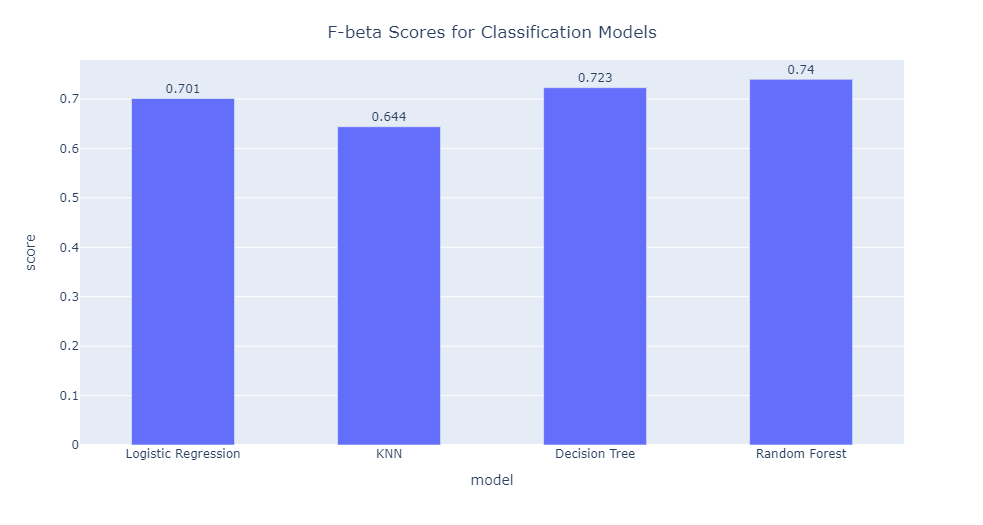 F-beta Scores for Classification Models
score
0.7
0.6
0.5
0.4
0.3
0.2
0.1
0
0.701
0.644
0.723
0.74
Logistic Regression
KNN
Decision Tree
Random Forest
model